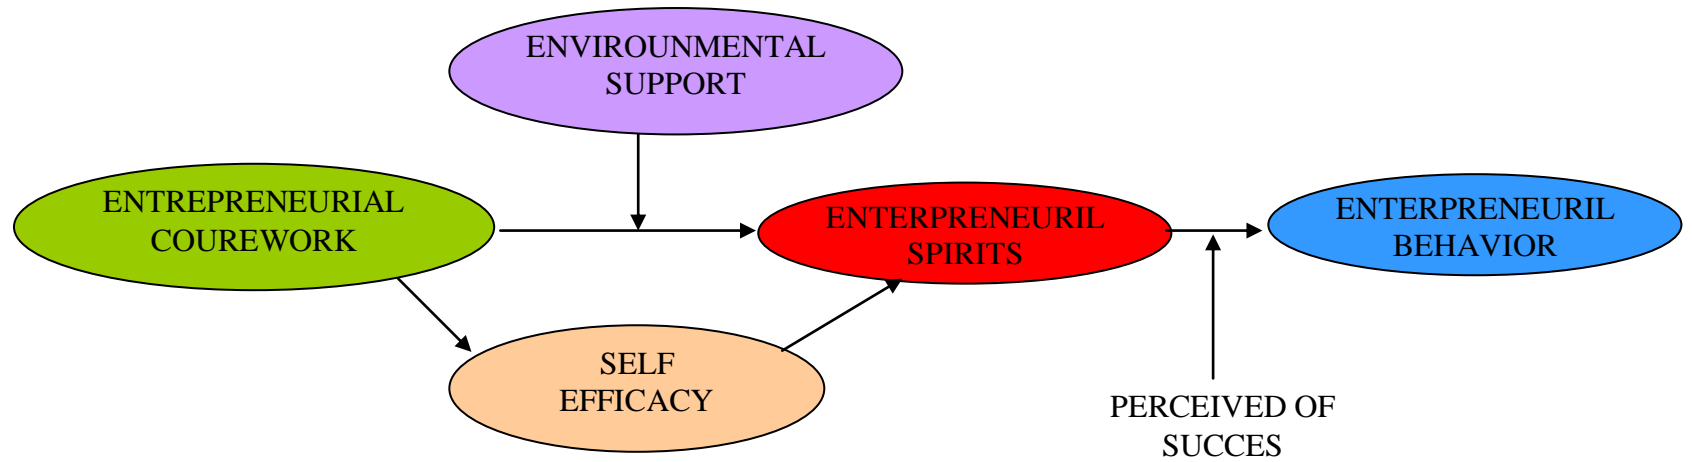 ENVIROUNMENTAL
SUPPORT
ENTREPRENEURIAL
COUREWORK
ENTERPRENEURIL
SPIRITS
ENTERPRENEURIL
BEHAVIOR
SELF
EFFICACY
PERCEIVED OF
SUCCES